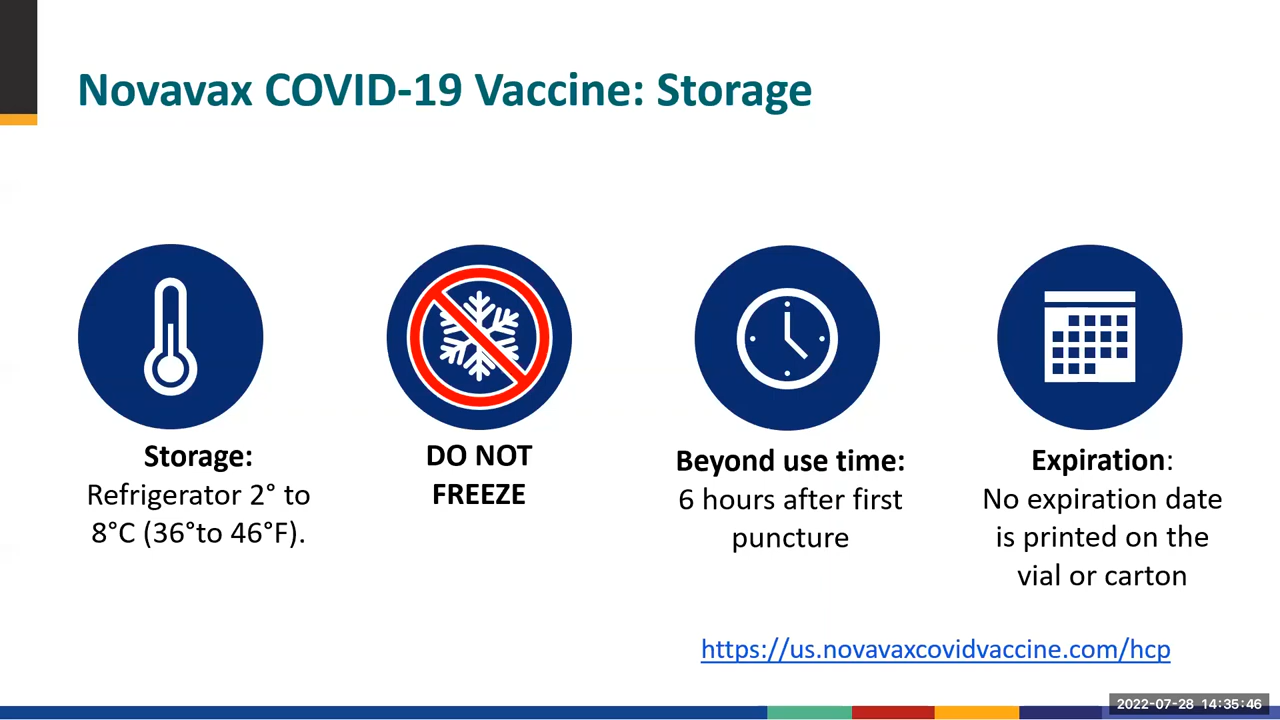 Novavax COVID-19 Vaccine: Storage
Storage:
Refrigerator 2° to
8°C (36°to 46°F).
DO NOT
FREEZE
Beyond use time:
6 hours after first
puncture
Expiration:
No expiration date
is printed on the
vial or carton
https://us.novavaxcovidvaccine.com/hcp
2022-07-28 14:35:46